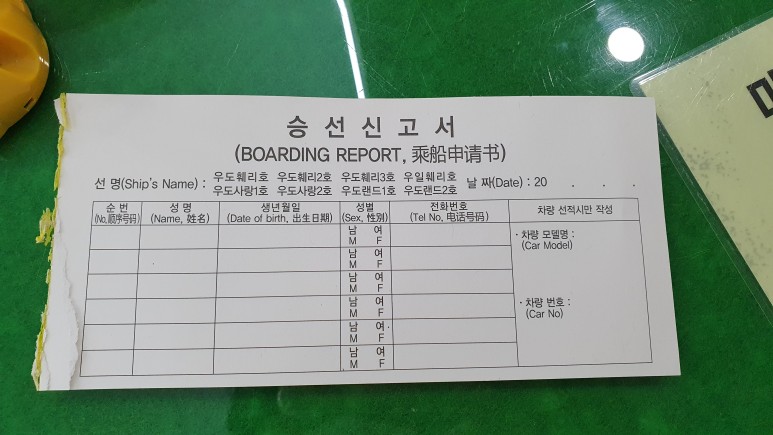 승선신고서
(BOARDING REPORT, 乘船申请书)
선 명(Ship's Name) : 우도훼리호 우도훼리2호 우도훼리3호 우일훼리호
우도사랑1호 우도사랑2호 우도랜드1호 우도랜드2호 날 짜(Date) : 20 . . .
순 번 성 명 생년월일 성별 전화번호 차량 선적시만 작성
(No,顺序号码) (Name, 姓名) (Date of birth, 出生日期) (Sex, 性别) (Tel No, 电话号码)
남 여 · 차량 모델명 :
M F (Car Model)
남 여
M F
남 여
M F
남 여 · 차량 번호 :
M F (Car No)
남 여
M F
남 여
M F